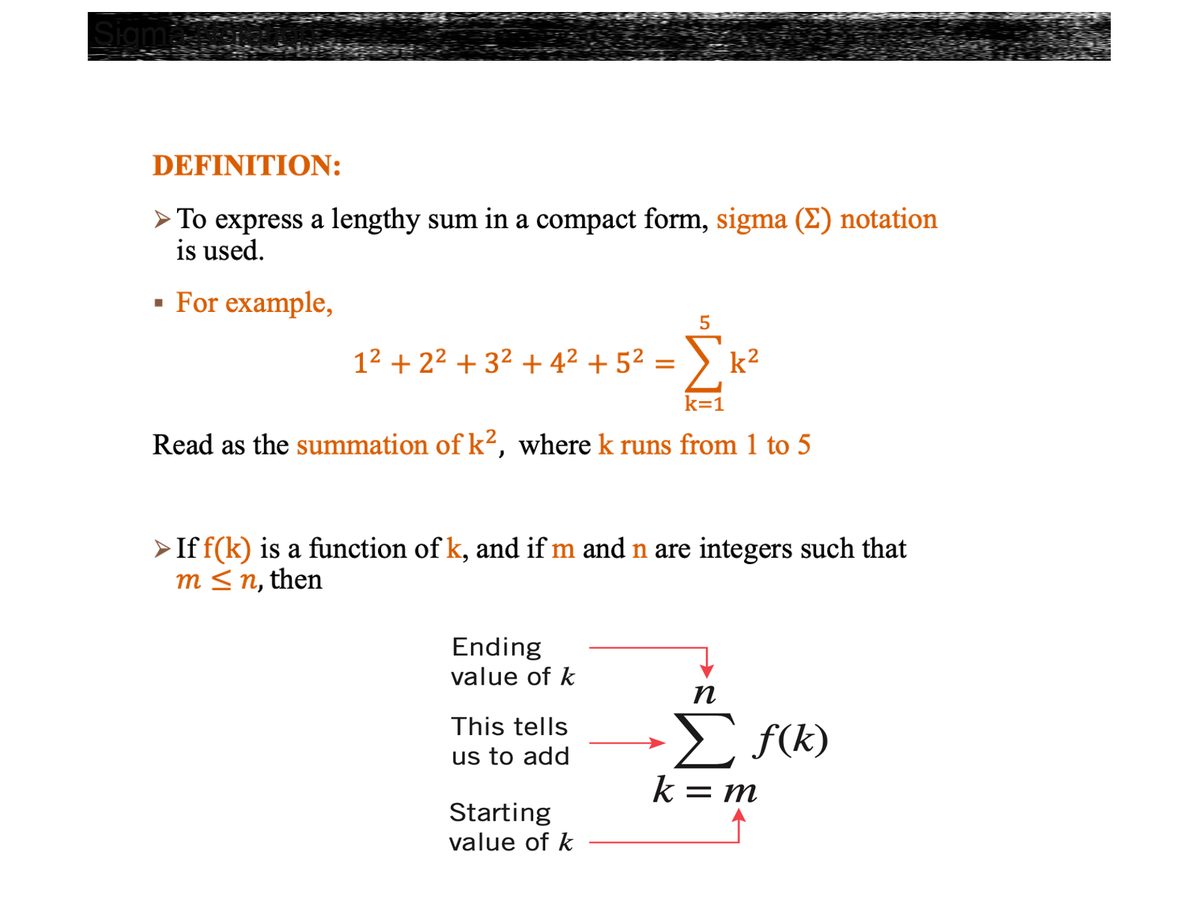 DEFINITION:
➢ To express a lengthy sum in a compact form, sigma (Σ) notation
is used.
▪ For example,
1² + 2² + 3² + 4² + 5² = ∑_{k=1}^{5} k²
Read as the summation of k², where k runs from 1 to 5
➢ If f(k) is a function of k, and if m and n are integers such that
m ≤ n, then
Ending
value of k
This tells
us to add
Starting
value of k
n
∑ f(k)
k = m